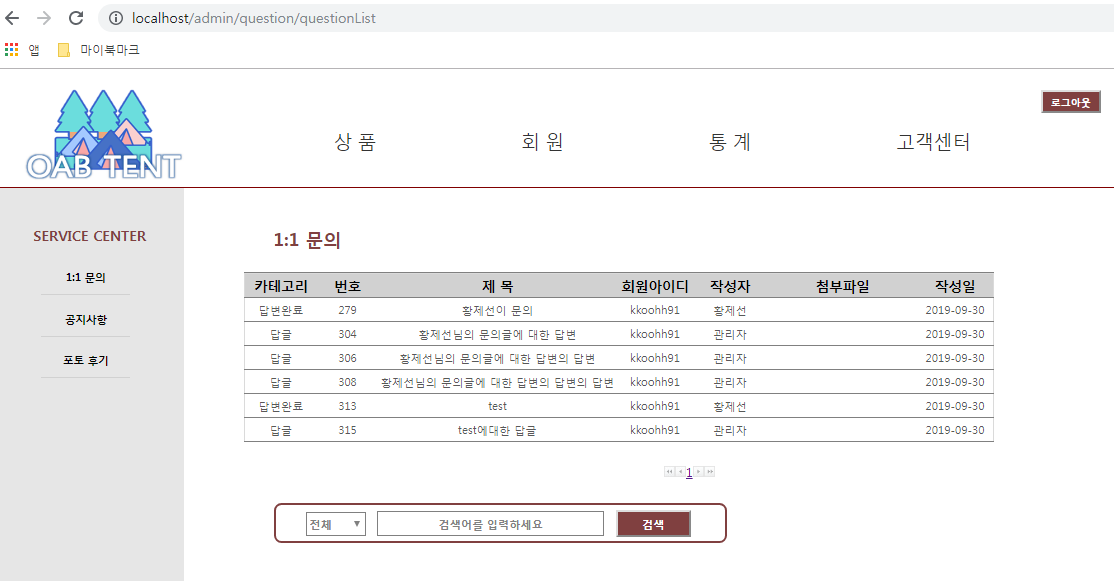 localhost/admin/question/questionList
앱 마이북마크
로그아웃
OAB TENT
상 품 회 원 통 계 고객센터
SERVICE CENTER
1:1 문의
공지사항
포토 후기
1:1 문의
카테고리 번호 제 목 회원아이디 작성자 첨부파일 작성일
답변완료 279 황제선이 문의 kkoohh91 황제선 2019-09-30
답글 304 황제선님의 문의글에 대한 답변 kkoohh91 관리자 2019-09-30
답글 306 황제선님의 문의글에 대한 답변의 답변 kkoohh91 관리자 2019-09-30
답글 308 황제선님의 문의글에 대한 답변의 답변의 답변 kkoohh91 관리자 2019-09-30
답변완료 313 test kkoohh91 황제선 2019-09-30
답글 315 test에대한 답글 kkoohh91 관리자 2019-09-30
1
전체 검색어를 입력하세요 검색